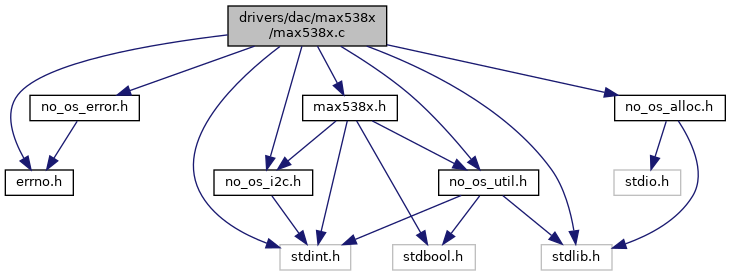 drivers/dac/max538x
/max538x.c
no_os_error.h
max538x.h
no_os_alloc.h
errno.h
no_os_i2c.h
no_os_util.h
stdio.h
stdint.h
stdbool.h
stdlib.h